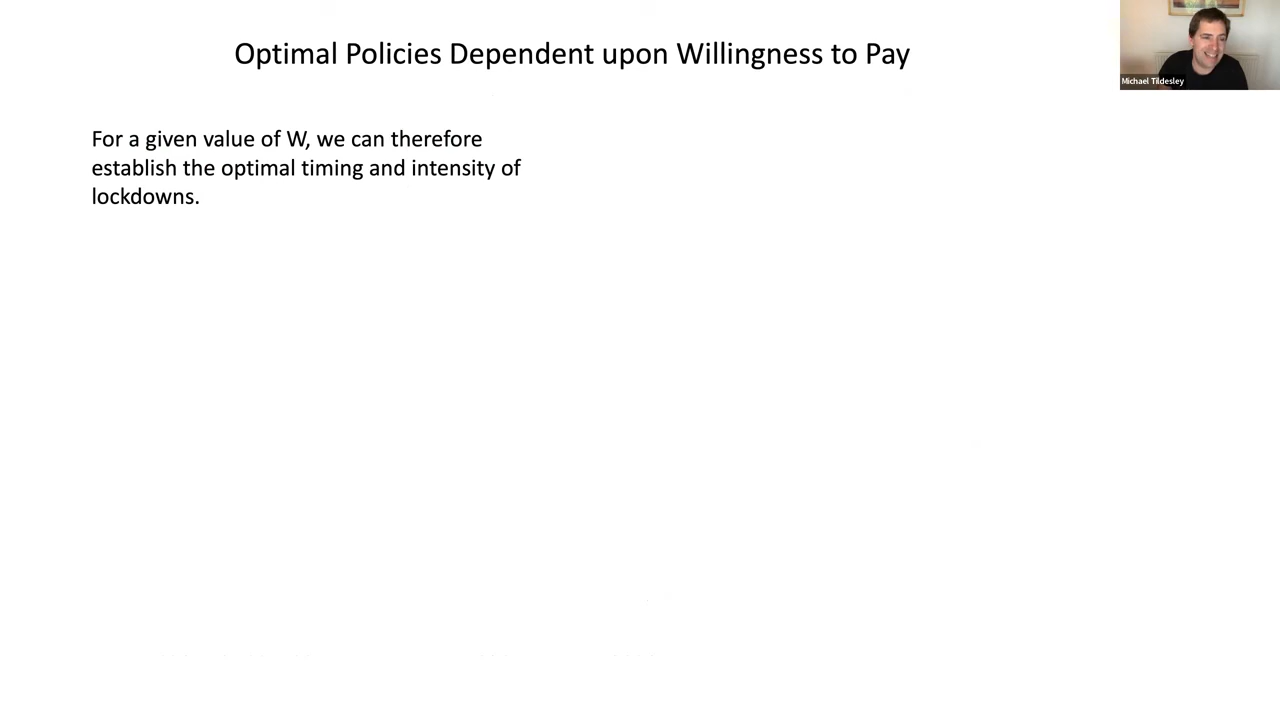 Optimal Policies Dependent upon Willingness to Pay
Michael Tildesley
For a given value of W, we can therefore
establish the optimal timing and intensity of
lockdowns.